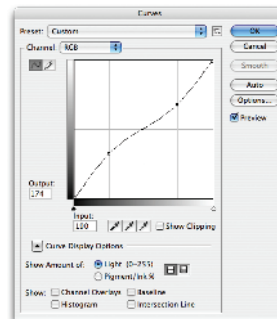 Curves
Preset: Custom
OK
Channel RGB
Cancel
Smooth
Auto
Options...
Preview
Output:
174
Input:
100
Show Clipping
Curve Display Options
Show Amount of: Light (0-255)
Pigment/Ink %
Show: Channel Overlays Baseline
Histogram Intersection Line